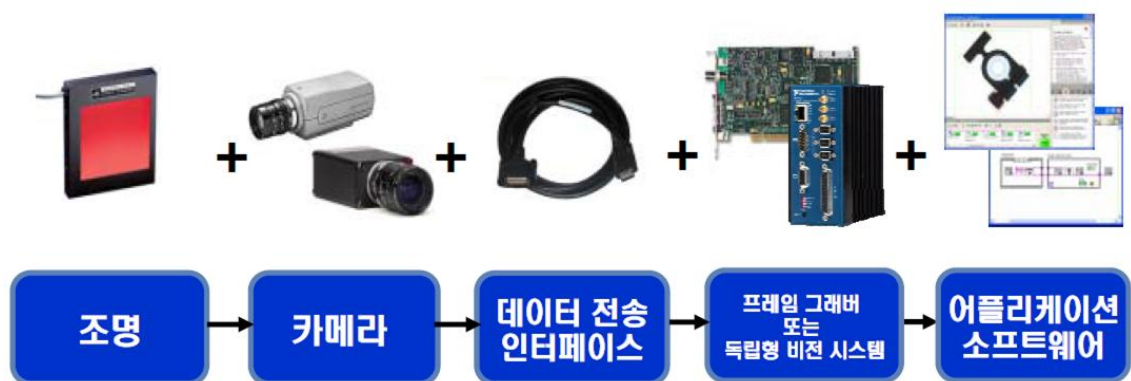 조명
카메라
데이터 전송
인터페이스
프레임 그래버
또는
독립형 비전 시스템
어플리케이션
소프트웨어